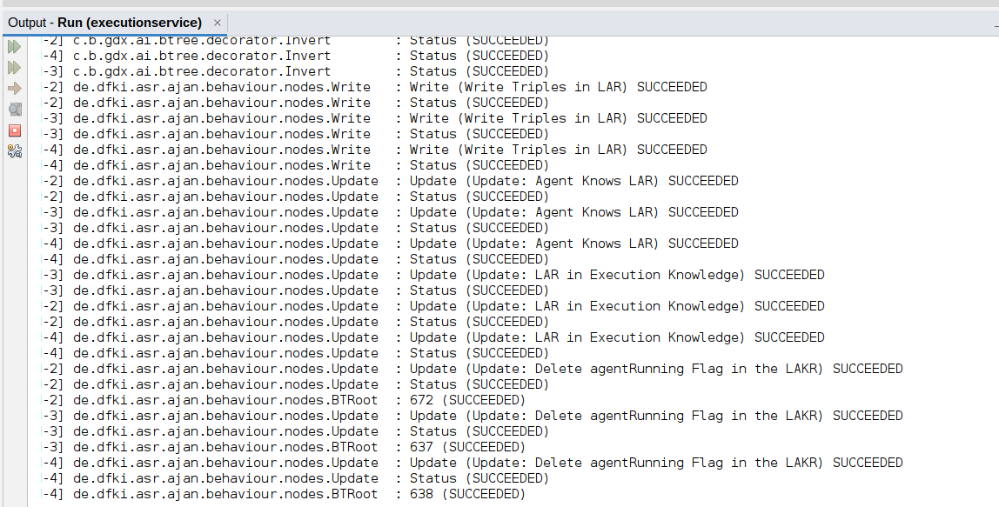 Output - Run (executionservice) ×
-2] c.b.gdx.ai.btree.decorator.Invert : Status (SUCCEEDED)
-4] c.b.gdx.ai.btree.decorator.Invert : Status (SUCCEEDED)
-3] c.b.gdx.ai.btree.decorator.Invert : Status (SUCCEEDED)
-2] de.dfki.asr.ajan.behaviour.nodes.Write : Write (Write Triples in LAR) SUCCEEDED
-2] de.dfki.asr.ajan.behaviour.nodes.Write : Status (SUCCEEDED)
-3] de.dfki.asr.ajan.behaviour.nodes.Write : Write (Write Triples in LAR) SUCCEEDED
-3] de.dfki.asr.ajan.behaviour.nodes.Write : Status (SUCCEEDED)
-4] de.dfki.asr.ajan.behaviour.nodes.Write : Write (Write Triples in LAR) SUCCEEDED
-4] de.dfki.asr.ajan.behaviour.nodes.Write : Status (SUCCEEDED)
-2] de.dfki.asr.ajan.behaviour.nodes.Update : Update (Update: Agent Knows LAR) SUCCEEDED
-2] de.dfki.asr.ajan.behaviour.nodes.Update : Status (SUCCEEDED)
-3] de.dfki.asr.ajan.behaviour.nodes.Update : Update (Update: Agent Knows LAR) SUCCEEDED
-3] de.dfki.asr.ajan.behaviour.nodes.Update : Status (SUCCEEDED)
-4] de.dfki.asr.ajan.behaviour.nodes.Update : Update (Update: Agent Knows LAR) SUCCEEDED
-4] de.dfki.asr.ajan.behaviour.nodes.Update : Status (SUCCEEDED)
-3] de.dfki.asr.ajan.behaviour.nodes.Update : Update (Update: LAR in Execution Knowledge) SUCCEEDED
-3] de.dfki.asr.ajan.behaviour.nodes.Update : Status (SUCCEEDED)
-2] de.dfki.asr.ajan.behaviour.nodes.Update : Update (Update: LAR in Execution Knowledge) SUCCEEDED
-2] de.dfki.asr.ajan.behaviour.nodes.Update : Status (SUCCEEDED)
-4] de.dfki.asr.ajan.behaviour.nodes.Update : Update (Update: LAR in Execution Knowledge) SUCCEEDED
-4] de.dfki.asr.ajan.behaviour.nodes.Update : Status (SUCCEEDED)
-2] de.dfki.asr.ajan.behaviour.nodes.Update : Update (Update: Delete agentRunning Flag in the LAKR) SUCCEEDED
-2] de.dfki.asr.ajan.behaviour.nodes.Update : Status (SUCCEEDED)
-2] de.dfki.asr.ajan.behaviour.nodes.BTRoot : 672 (SUCCEEDED)
-3] de.dfki.asr.ajan.behaviour.nodes.Update : Update (Update: Delete agentRunning Flag in the LAKR) SUCCEEDED
-3] de.dfki.asr.ajan.behaviour.nodes.Update : Status (SUCCEEDED)
-3] de.dfki.asr.ajan.behaviour.nodes.BTRoot : 637 (SUCCEEDED)
-4] de.dfki.asr.ajan.behaviour.nodes.Update : Update (Update: Delete agentRunning Flag in the LAKR) SUCCEEDED
-4] de.dfki.asr.ajan.behaviour.nodes.Update : Status (SUCCEEDED)
-4] de.dfki.asr.ajan.behaviour.nodes.BTRoot : 638 (SUCCEEDED)